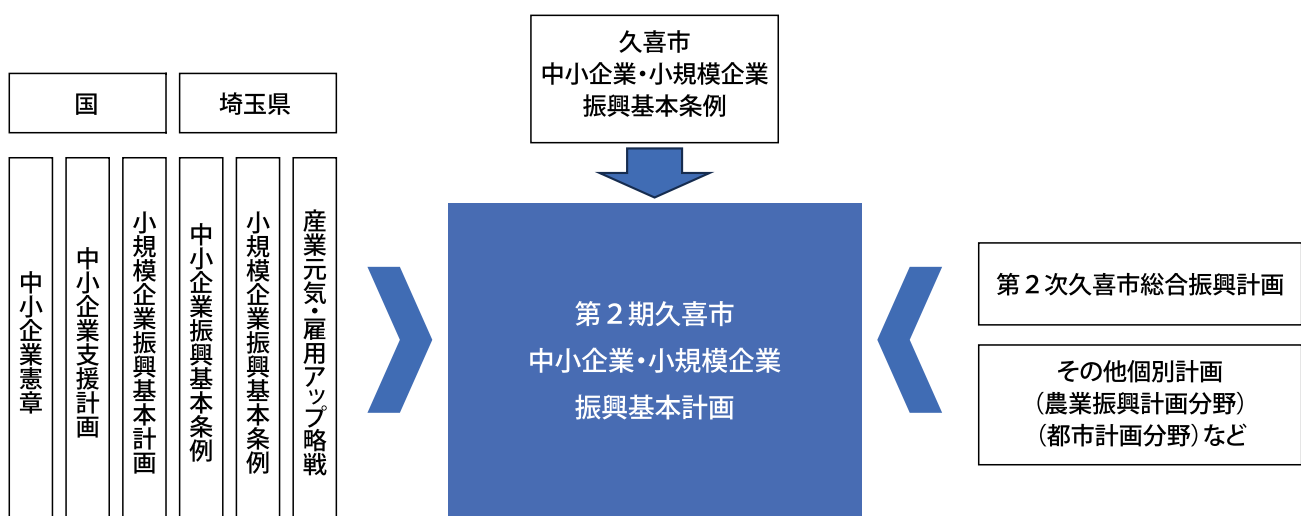 久喜市
中小企業・小規模企業
振興基本条例
国
埼玉県
中小企業憲章
中小企業支援計画
小規模企業振興基本計画
中小企業振興基本条例
小規模企業振興基本条例
産業元気・雇用アップ略戦
第２期久喜市
中小企業・小規模企業
振興基本計画
第２次久喜市総合振興計画
その他個別計画
（農業振興計画分野）
（都市計画分野）など